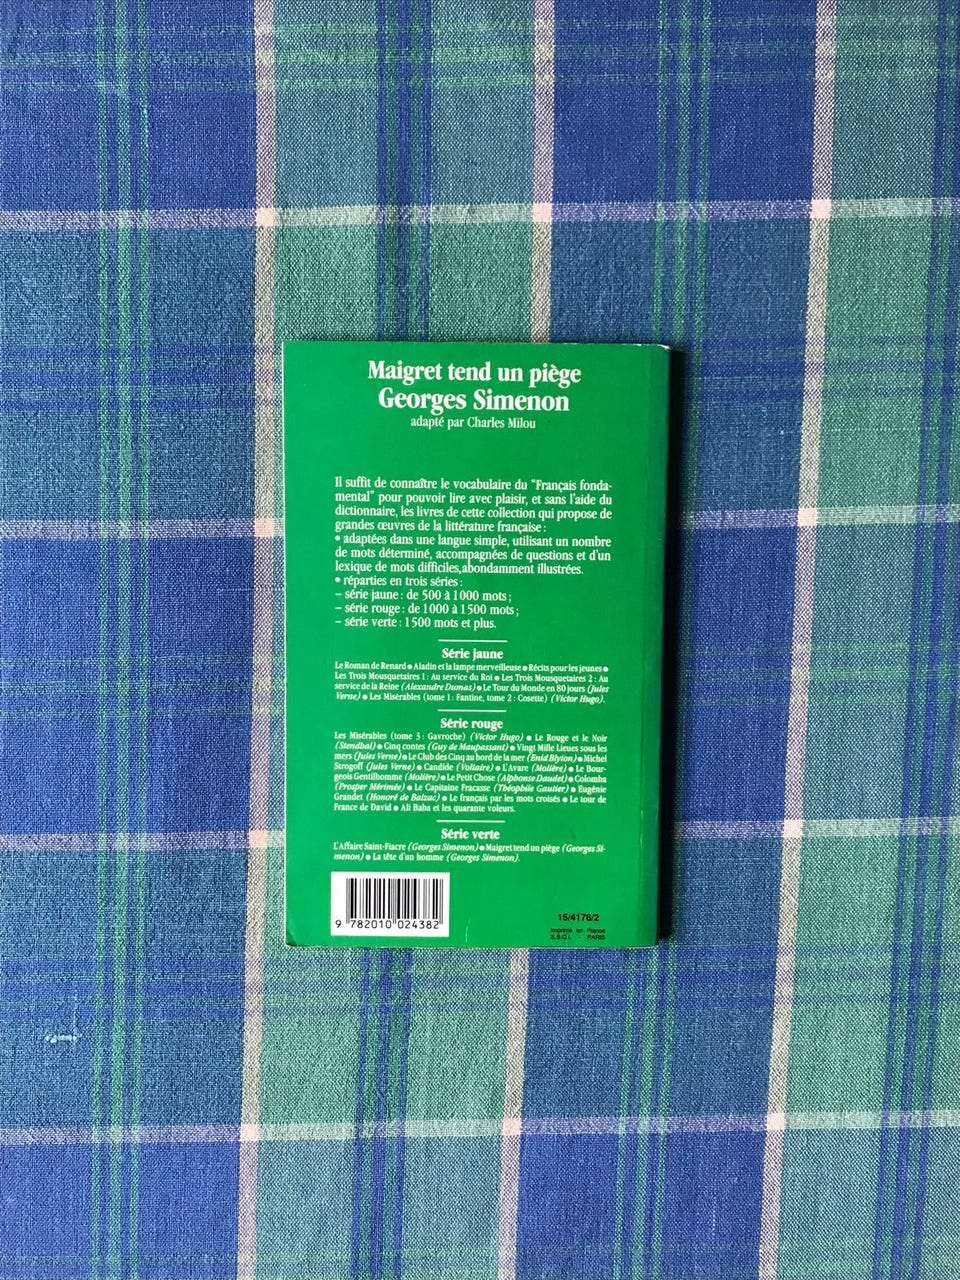 Maigret tend un piège
Georges Simenon
adapté par Charles Milou
Il suffit de connaître le vocabulaire du "Français fonda-
mental" pour pouvoir lire avec plaisir, et sans l'aide du
dictionnaire, les livres de cette collection qui propose de
grandes œuvres de la littérature française :
• adaptées dans une langue simple, utilisant un nombre
de mots déterminé, accompagnées de questions et d'un
lexique de mots difficiles,abondamment illustrées.
• réparties en trois séries :
– série jaune : de 500 à 1000 mots ;
– série rouge : de 1000 à 1500 mots ;
– série verte : 1500 mots et plus.
Série jaune
Le Roman de Renard • Aladin et la lampe merveilleuse • Récits pour les jeunes •
Les Trois Mousquetaires 1 : Au service du Roi • Les Trois Mousquetaires 2 : Au
service de la Reine (Alexandre Dumas) • Le Tour du Monde en 80 jours (Jules
Verne) • Les Misérables (tome 1 : Fantine, tome 2 : Cosette) (Victor Hugo).
Série rouge
Les Misérables (tome 3 : Gavroche) (Victor Hugo) • Le Rouge et le Noir
(Stendhal) • Cinq contes (Guy de Maupassant) • Vingt Mille Lieues sous les
mers (Jules Verne) • Le Club des Cinq au bord de la mer (Enid Blyton) • Michel
Strogoff (Jules Verne) • Candide (Voltaire) • L'Avare (Molière) • Le Bour-
geois Gentilhomme (Molière) • Le Petit Chose (Alphonse Daudet) • Colomba
(Prosper Mérimée) • Le Capitaine Fracasse (Théophile Gautier) • Eugénie
Grandet (Honoré de Balzac) • Le français par les mots croisés • Le tour de
France de David • Ali Baba et les quarante voleurs.
Série verte
L'Affaire Saint-Fiacre (Georges Simenon) • Maigret tend un piège (Georges Si-
menon) • La tête d'un homme (Georges Simenon).
9 782010 024382
15/4176/2
Imprimé en France
S.S.O.I. - PARIS